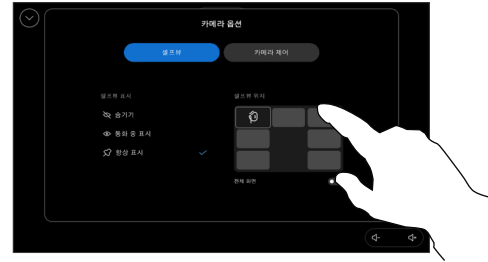 카메라 옵션
셀프뷰
카메라 제어
셀프뷰 표시
숨기기
통화 중 표시
항상 표시
셀프뷰 위치
전체 화면